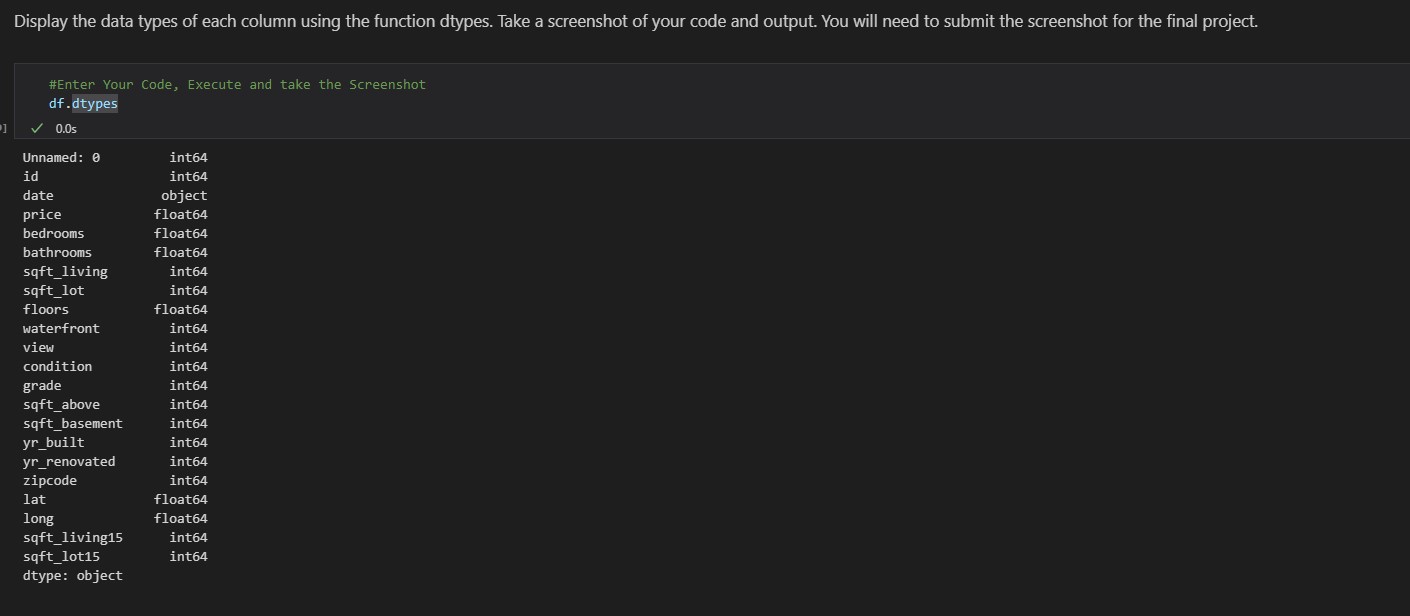 Display the data types of each column using the function dtypes. Take a screenshot of your code and output. You will need to submit the screenshot for the final project.
#Enter Your Code, Execute and take the Screenshot
df.dtypes
]
✓ 0.0s
Unnamed: 0 int64
id int64
date object
price float64
bedrooms float64
bathrooms float64
sqft_living int64
sqft_lot int64
floors float64
waterfront int64
view int64
condition int64
grade int64
sqft_above int64
sqft_basement int64
yr_built int64
yr_renovated int64
zipcode int64
lat float64
long float64
sqft_living15 int64
sqft_lot15 int64
dtype: object